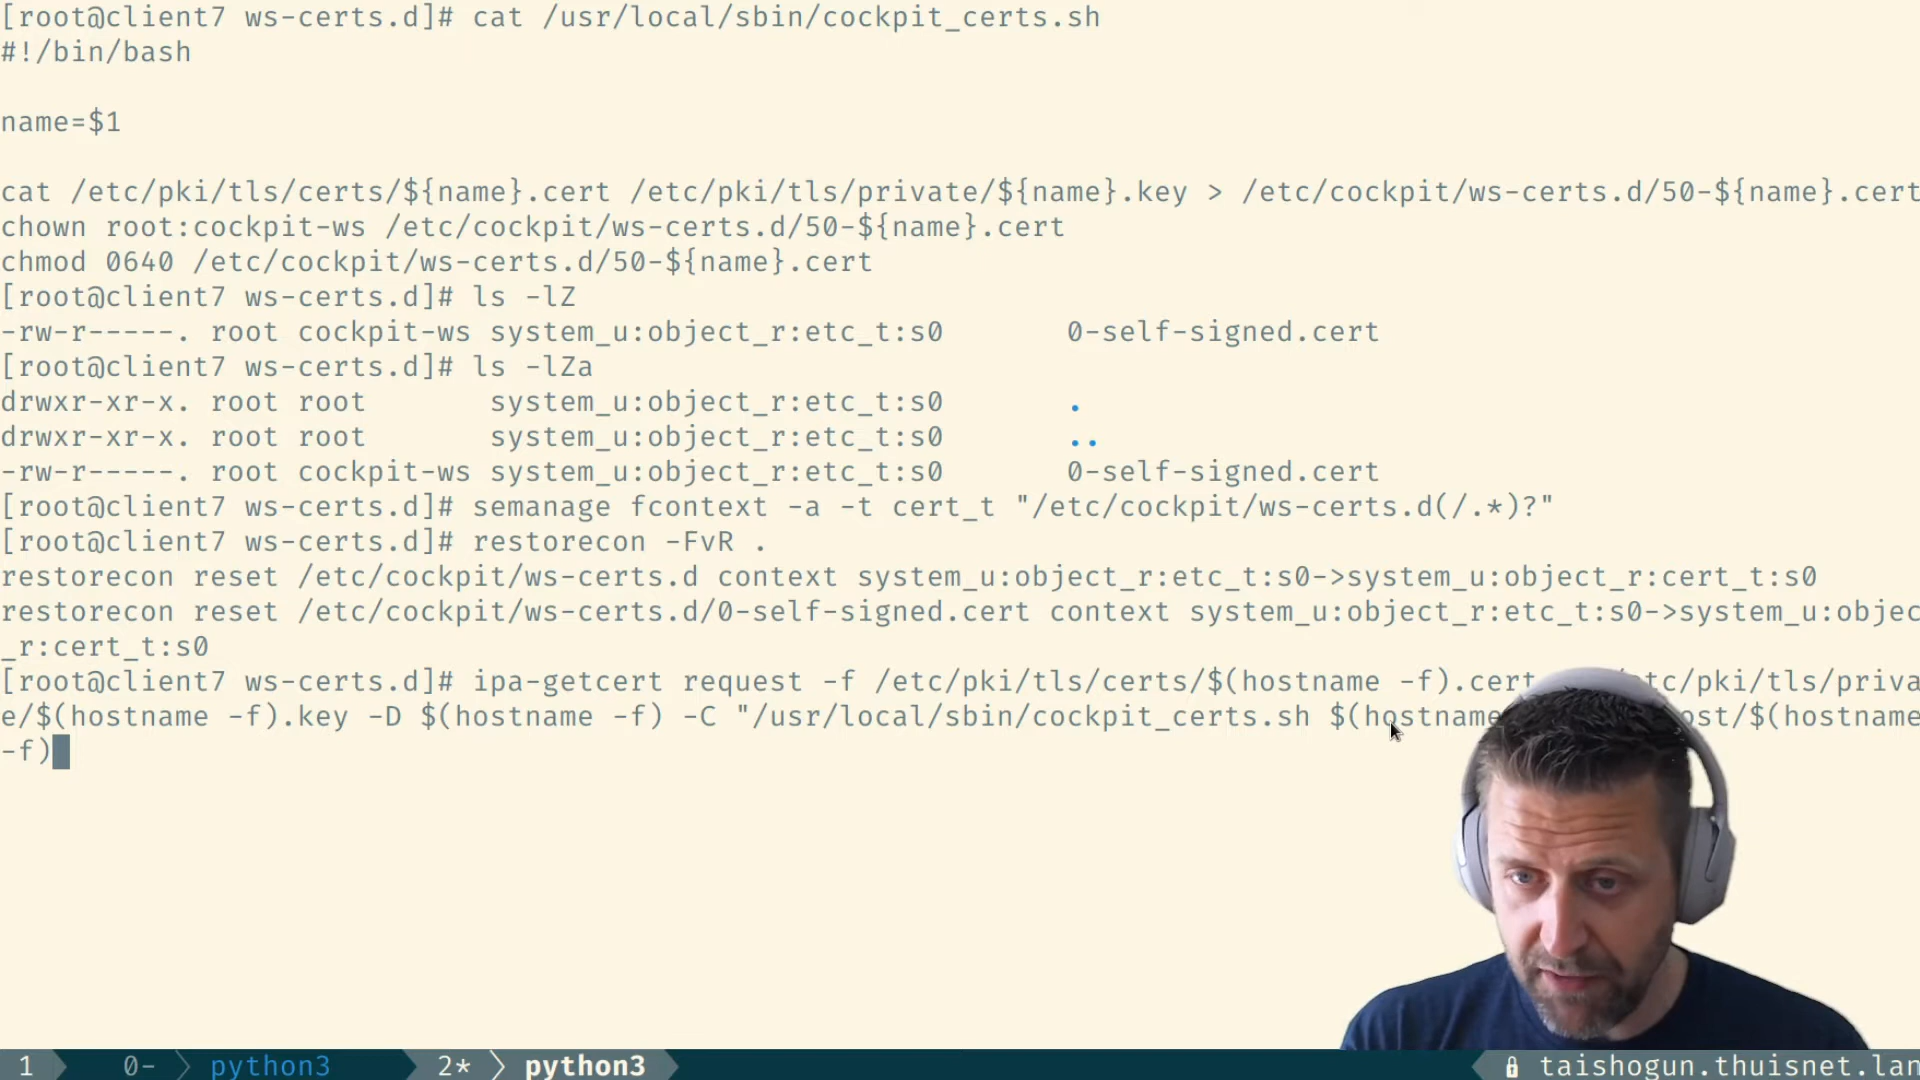 [root@client7 ws-certs.d]# cat /usr/local/sbin/cockpit_certs.sh
#!/bin/bash
name=$1
cat /etc/pki/tls/certs/${name}.cert /etc/pki/tls/private/${name}.key > /etc/cockpit/ws-certs.d/50-${name}.cert
chown root:cockpit-ws /etc/cockpit/ws-certs.d/50-${name}.cert
chmod 0640 /etc/cockpit/ws-certs.d/50-${name}.cert
[root@client7 ws-certs.d]# ls -lZ
-rw-r-----. root cockpit-ws system_u:object_r:etc_t:s0       0-self-signed.cert
[root@client7 ws-certs.d]# ls -lZa
drwxr-xr-x. root root       system_u:object_r:etc_t:s0       .
drwxr-xr-x. root root       system_u:object_r:etc_t:s0       ..
-rw-r-----. root cockpit-ws system_u:object_r:etc_t:s0       0-self-signed.cert
[root@client7 ws-certs.d]# semanage fcontext -a -t cert_t "/etc/cockpit/ws-certs.d(/.*)?"
[root@client7 ws-certs.d]# restorecon -FvR .
restorecon reset /etc/cockpit/ws-certs.d context system_u:object_r:etc_t:s0->system_u:object_r:cert_t:s0
restorecon reset /etc/cockpit/ws-certs.d/0-self-signed.cert context system_u:object_r:etc_t:s0->system_u:objec
_r:cert_t:s0
[root@client7 ws-certs.d]# ipa-getcert request -f /etc/pki/tls/certs/$(hostname -f).cert tc/pki/tls/priva
e/$(hostname -f).key -D $(hostname -f) -C "/usr/local/sbin/cockpit_certs.sh $(hostname ost/$(hostname
-f)
1 0- python3 2* python3 taishogun.thuisnet.lan